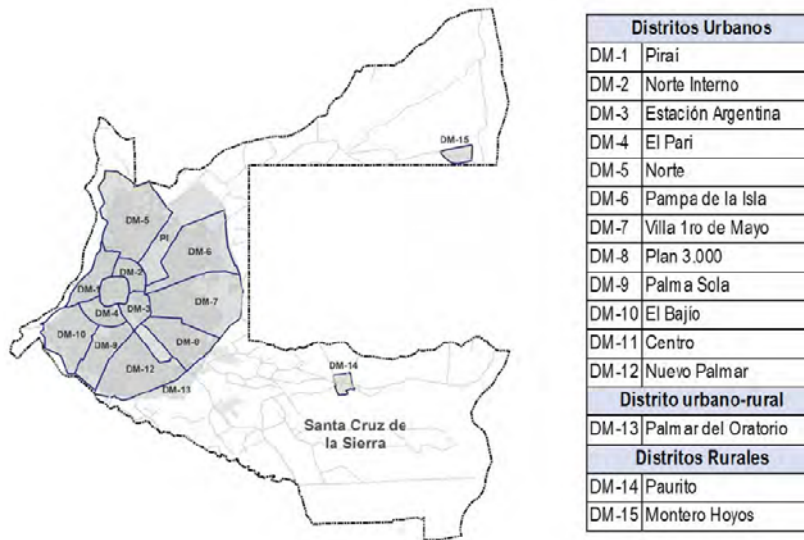 DM-15
DM-5
PI
DM-6
DM-2
DM-1
DM-7
DM-3
DM-4
DM-10
DM-9
DM-8
DM-12
DM-13
DM-14
Santa Cruz de
la Sierra
Distritos Urbanos
DM-1 Pirai
DM-2 Norte Interno
DM-3 Estación Argentina
DM-4 El Pari
DM-5 Norte
DM-6 Pampa de la Isla
DM-7 Villa 1ro de Mayo
DM-8 Plan 3.000
DM-9 Palma Sola
DM-10 El Bajío
DM-11 Centro
DM-12 Nuevo Palmar
Distrito urbano-rural
DM-13 Palmar del Oratorio
Distritos Rurales
DM-14 Paurito
DM-15 Montero Hoyos